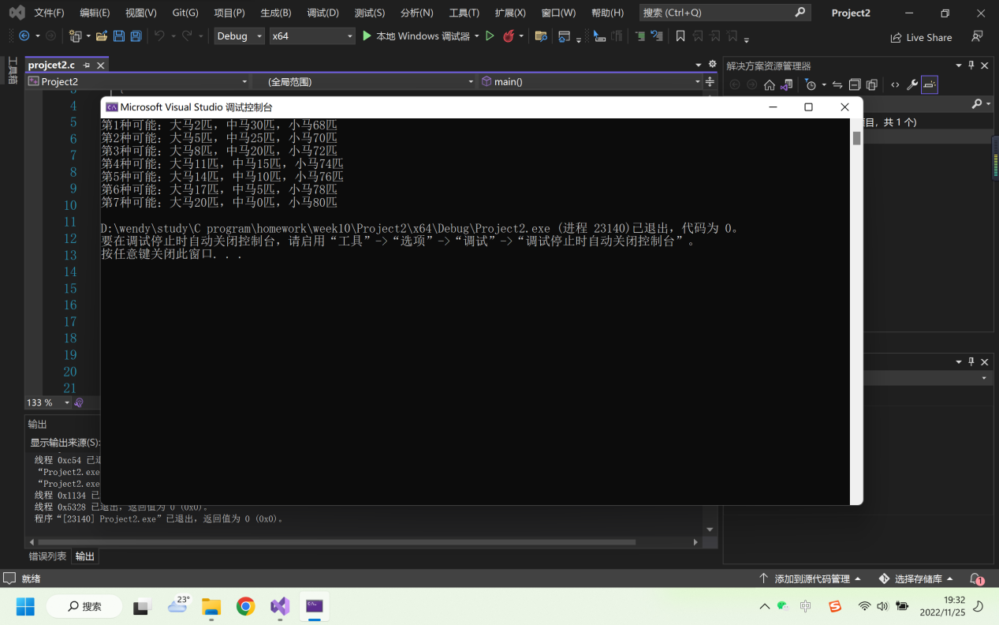 文件(F) 编辑(E) 视图(V) Git(G) 项目(P) 生成(B) 调试(D) 测试(S) 分析(N) 工具(T) 扩展(X) 窗口(W) 帮助(H) 搜索 (Ctrl+Q) Project2
Debug x64 本地 Windows 调试器 Live Share
工具箱
projcet2.c
解决方案资源管理器
Project2 (全局范围) main()
4
5
6
7
8
9
10
11
12
13
14
15
16
17
18
19
20
21
Microsoft Visual Studio 调试控制台
第1种可能: 大马2匹, 中马30匹, 小马68匹
第2种可能: 大马5匹, 中马25匹, 小马70匹
第3种可能: 大马8匹, 中马20匹, 小马72匹
第4种可能: 大马11匹, 中马15匹, 小马74匹
第5种可能: 大马14匹, 中马10匹, 小马76匹
第6种可能: 大马17匹, 中马5匹, 小马78匹
第7种可能: 大马20匹, 中马0匹, 小马80匹
D:\wendy\study\C program\homework\week10\Project2\x64\Debug\Project2.exe (进程 23140)已退出，代码为 0。
要在调试停止时自动关闭控制台，请启用“工具”->“选项”->“调试”->“调试停止时自动关闭控制台”。
按任意键关闭此窗口. . .
项目，共 1 个)
133 %
输出
显示输出来源(S):
线程 0xc54 已退
“Project2.exe
“Project2.exe
线程 0x1134 已
线程 0x5328 已退出，返回值为 0 (0x0)。
程序“[23140] Project2.exe”已退出，返回值为 0 (0x0)。
错误列表 输出
就绪 添加到源代码管理 选择存储库 1
搜索 23° 中 19:32
2022/11/25